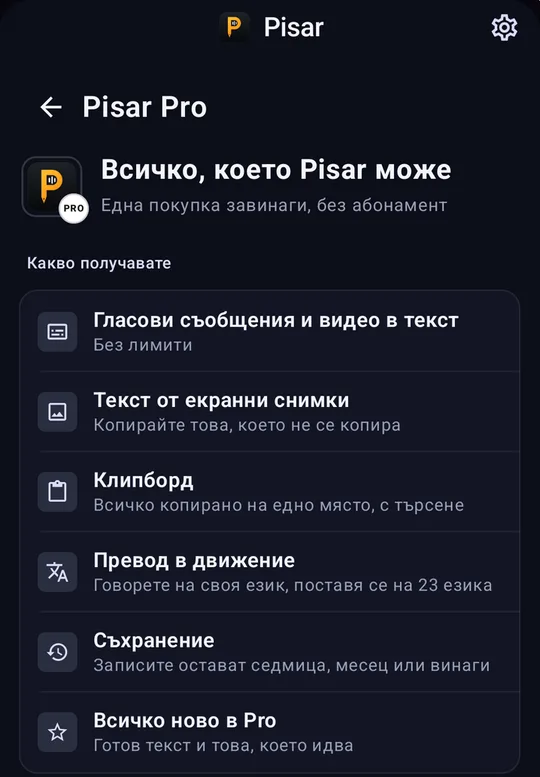 Pisar
Pisar Pro
Всичко, което Pisar може
PRO
Една покупка завинаги, без абонамент
Какво получавате
Гласови съобщения и видео в текст
Без лимити
Текст от екранни снимки
Копирайте това, което не се копира
Клипборд
Всичко копирано на едно място, с търсене
Превод в движение
Говорете на своя език, поставя се на 23 езика
Съхранение
Записите остават седмица, месец или винаги
Всичко ново в Pro
Готов текст и това, което идва